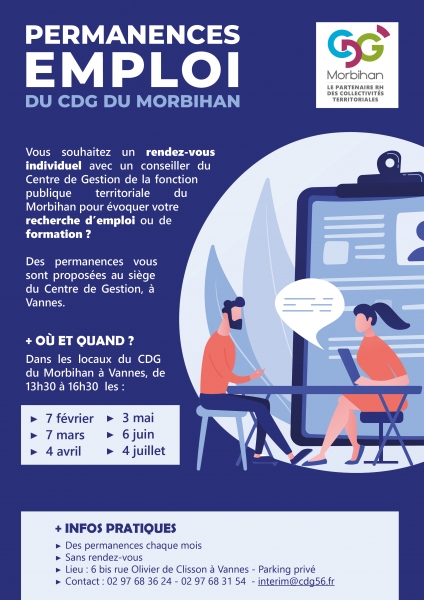 PERMANENCES
EMPLOI
DU CDG DU MORBIHAN
CDG
Morbihan
LE PARTENAIRE RH
DES COLLECTIVITÉS
TERRITORIALES
Vous souhaitez un rendez-vous
individuel avec un conseiller du
Centre de Gestion de la fonction
publique territoriale du
Morbihan pour évoquer votre
recherche d'emploi ou de
formation ?
Des permanences vous
sont proposées au siège
du Centre de Gestion, à
Vannes.
+ OÙ ET QUAND ?
Dans les locaux du CDG
du Morbihan à Vannes, de
13h30 à 16h30 les :
► 7 février
► 7 mars
► 4 avril
► 3 mai
► 6 juin
► 4 juillet
+ INFOS PRATIQUES
► Des permanences chaque mois
► Sans rendez-vous
► Lieu : 6 bis rue Olivier de Clisson à Vannes - Parking privé
► Contact : 02 97 68 36 24 - 02 97 68 31 54 - interim@cdg56.fr